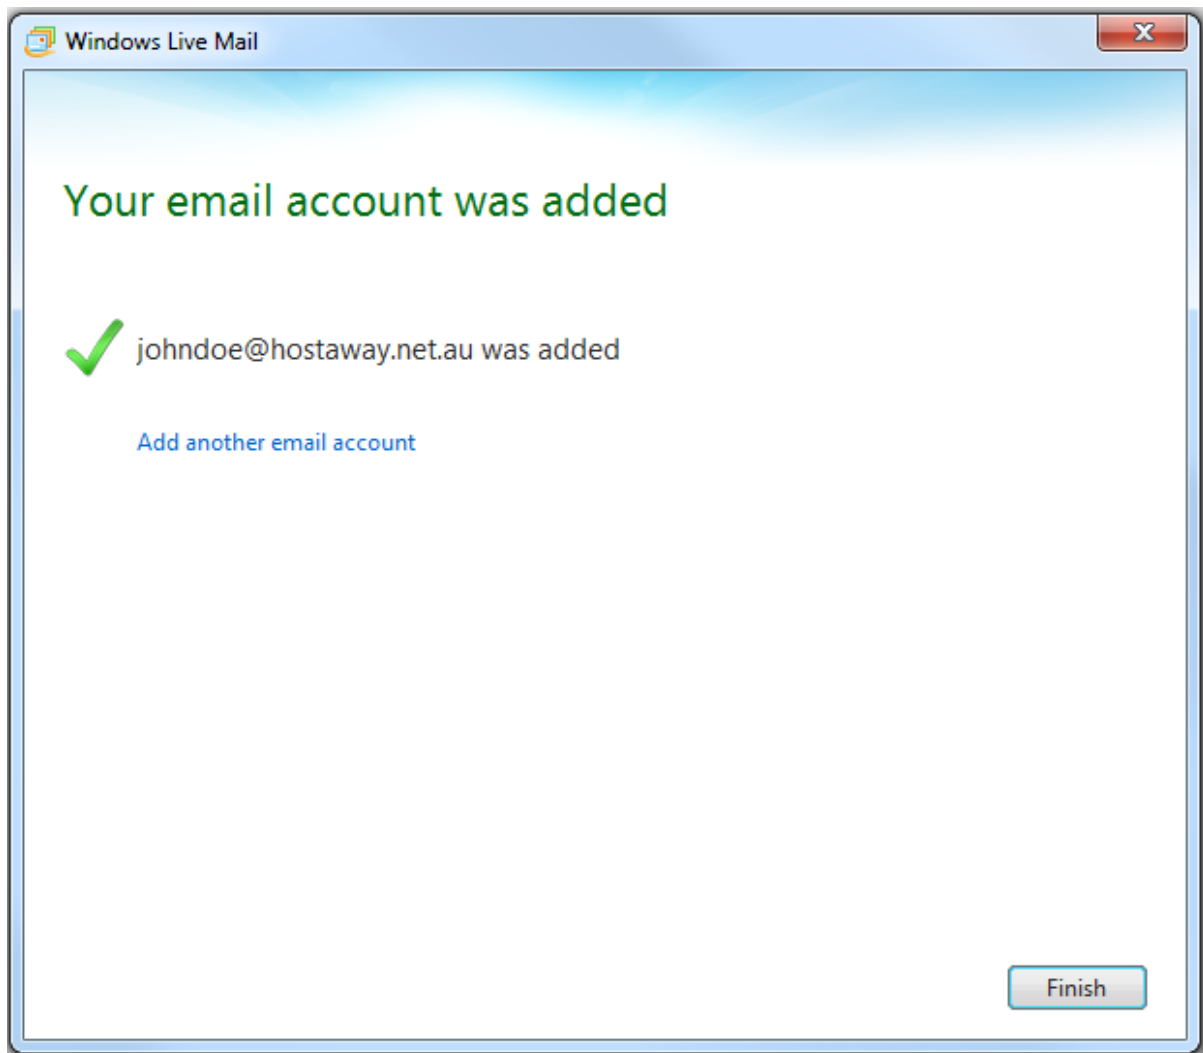 Windows Live Mail
Your email account was added
johndoe@hostaway.net.au was added
Add another email account
Finish